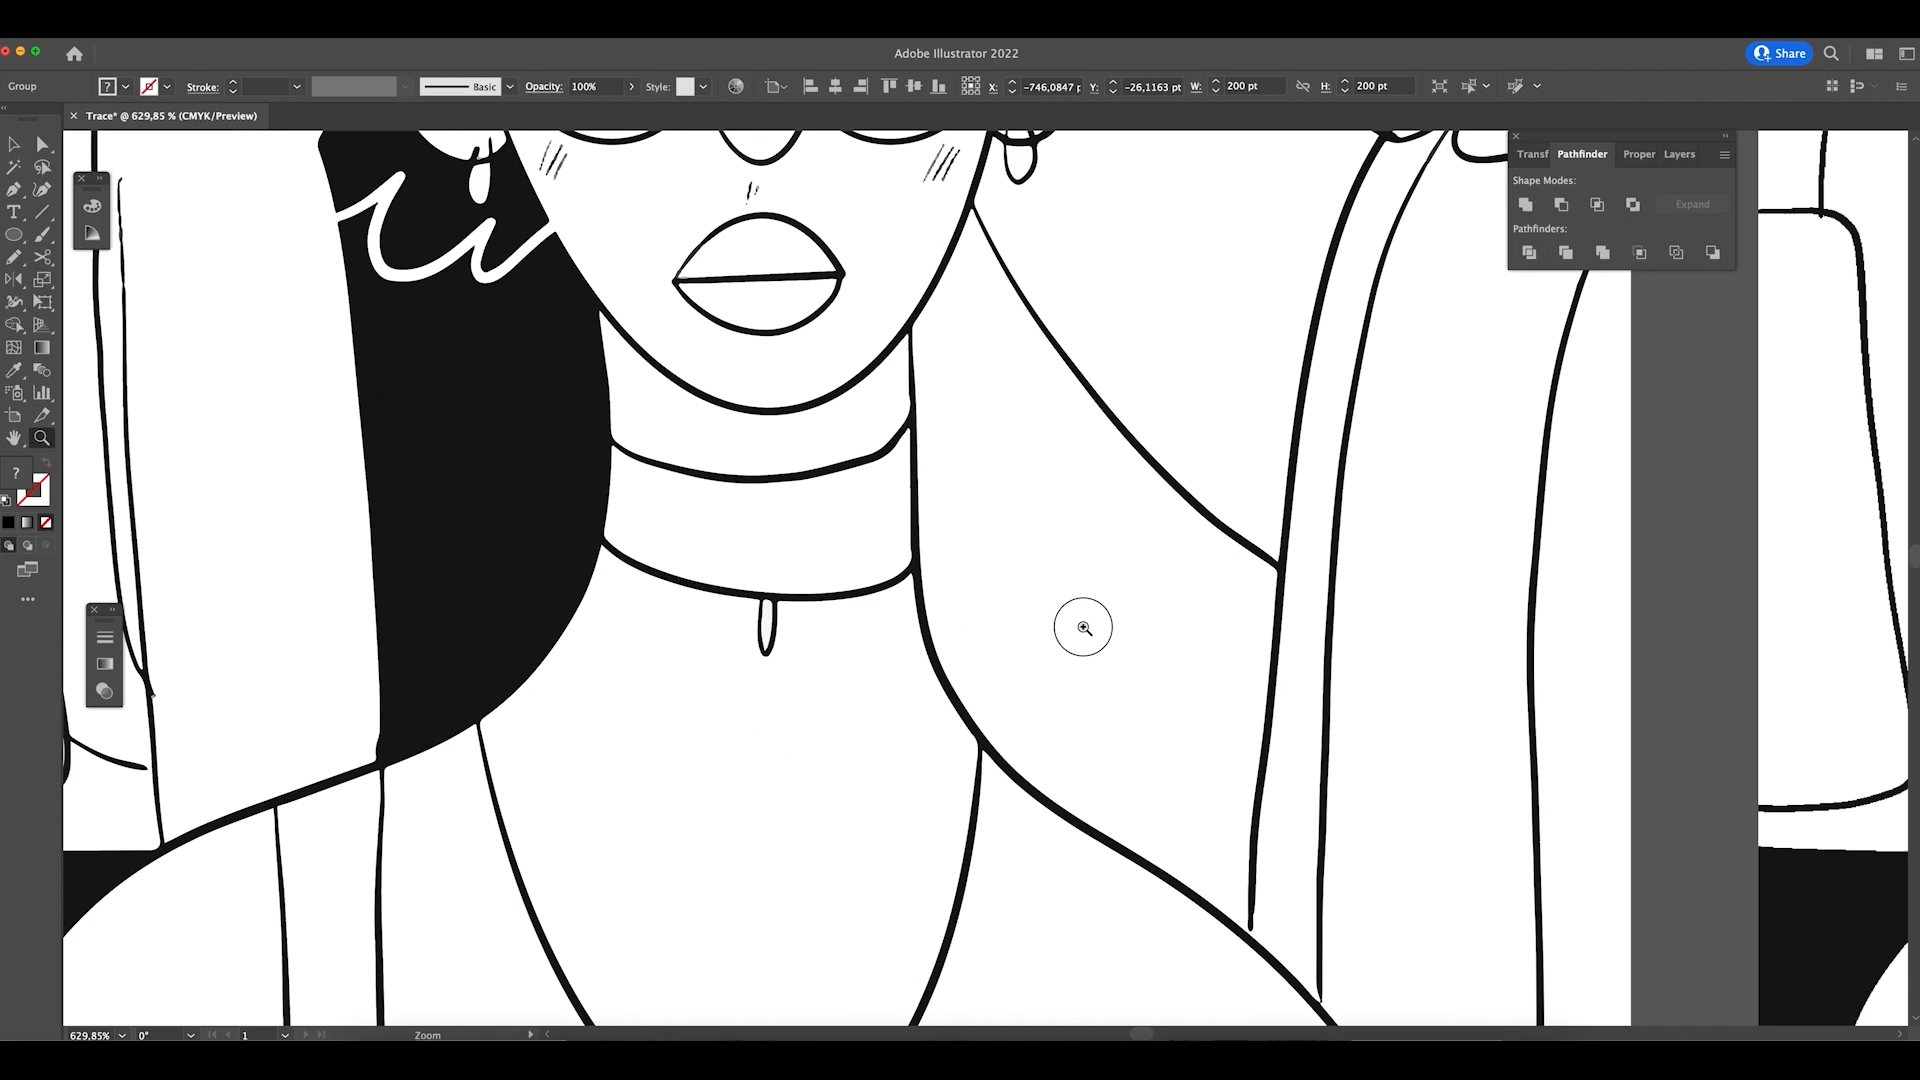 Adobe Illustrator 2022
Share
Group
?
Stroke:
Basic
Opacity: 100%
Style:
X: -746,0847 p
Y: -26,1163 pt
W: 200 pt
H: 200 pt
Trace* @ 629,85 % (CMYK/Preview)
Transf Pathfinder Proper Layers
Shape Modes:
Expand
Pathfinders:
?
629,85% 0° 1 Zoom